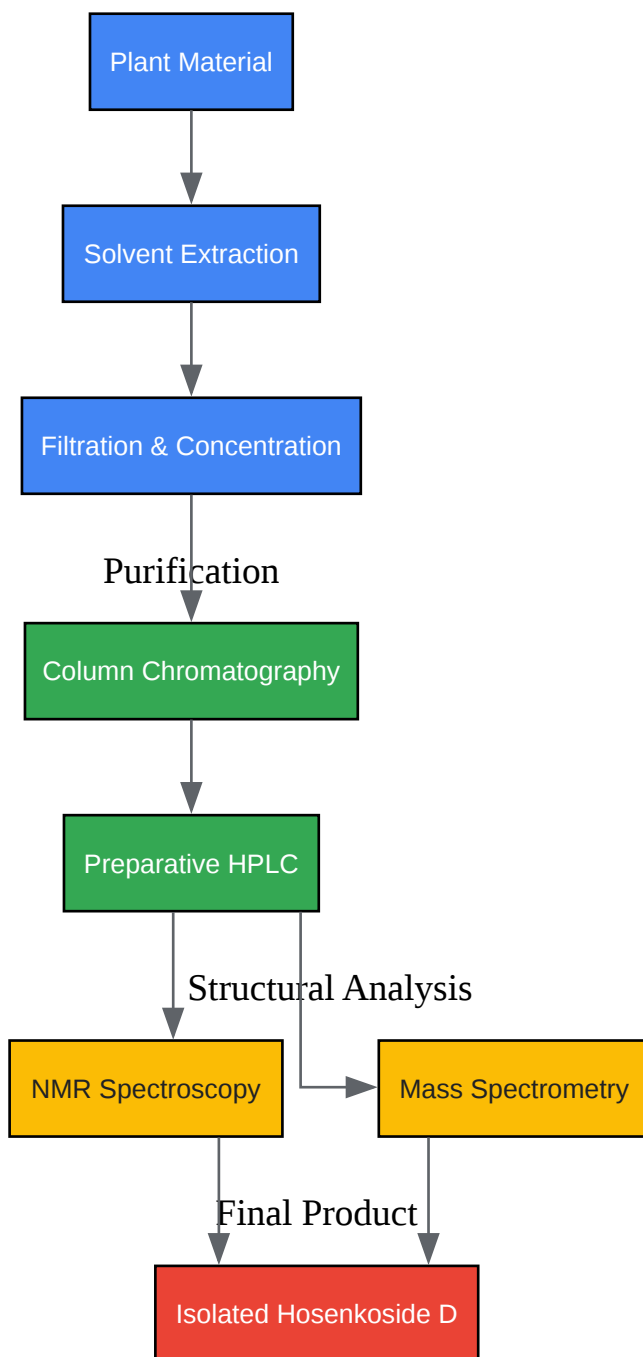 Plant Material
Solvent Extraction
Filtration & Concentration
Purification
Column Chromatography
Preparative HPLC
Structural Analysis
NMR Spectroscopy
Mass Spectrometry
Final Product
Isolated Hosenkoside D